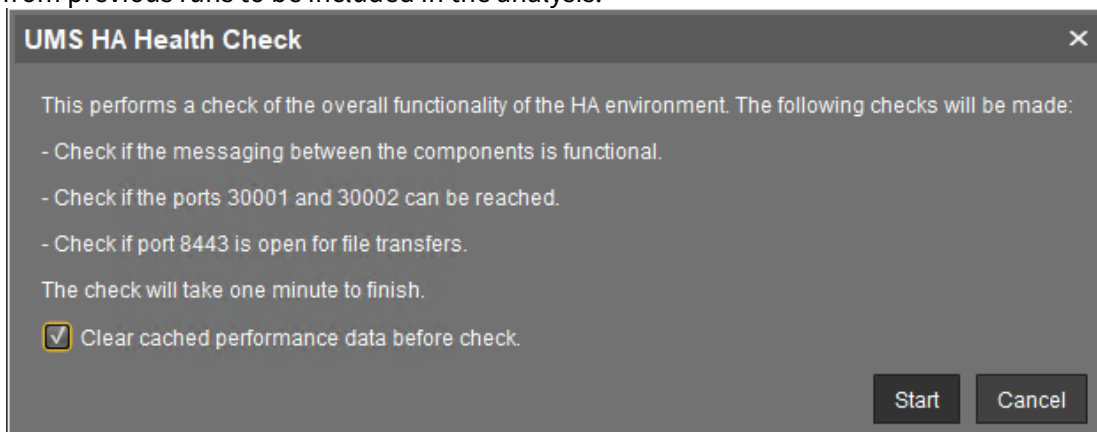 from previous runs to be included in the analysis.
UMS HA Health Check
This performs a check of the overall functionality of the HA environment. The following checks will be made:
- Check if the messaging between the components is functional.
- Check if the ports 30001 and 30002 can be reached.
- Check if port 8443 is open for file transfers.
The check will take one minute to finish.
Clear cached performance data before check.
Start Cancel